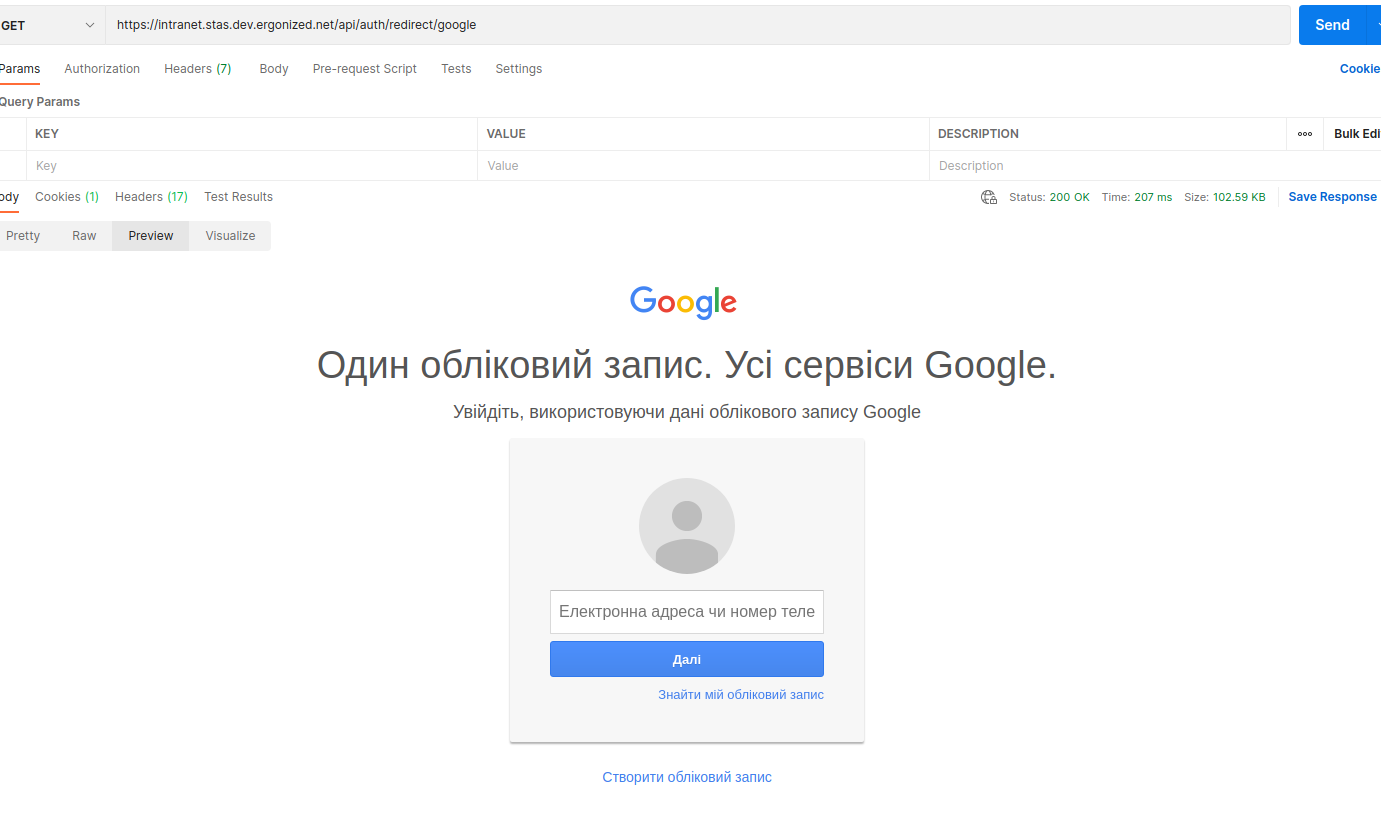 GET https://intranet.stas.dev.ergonized.net/api/auth/redirect/google Send
Params Authorization Headers (7) Body Pre-request Script Tests Settings Cookie
Query Params
KEY VALUE DESCRIPTION ooo Bulk Edi
Key Value Description
ody Cookies (1) Headers (17) Test Results Status: 200 OK Time: 207 ms Size: 102.59 KB Save Response
Pretty Raw Preview Visualize
Google
Один обліковий запис. Усі сервіси Google.
Увійдіть, використовуючи дані облікового запису Google
Електронна адреса чи номер теле
Далі
Знайти мій обліковий запис
Створити обліковий запис